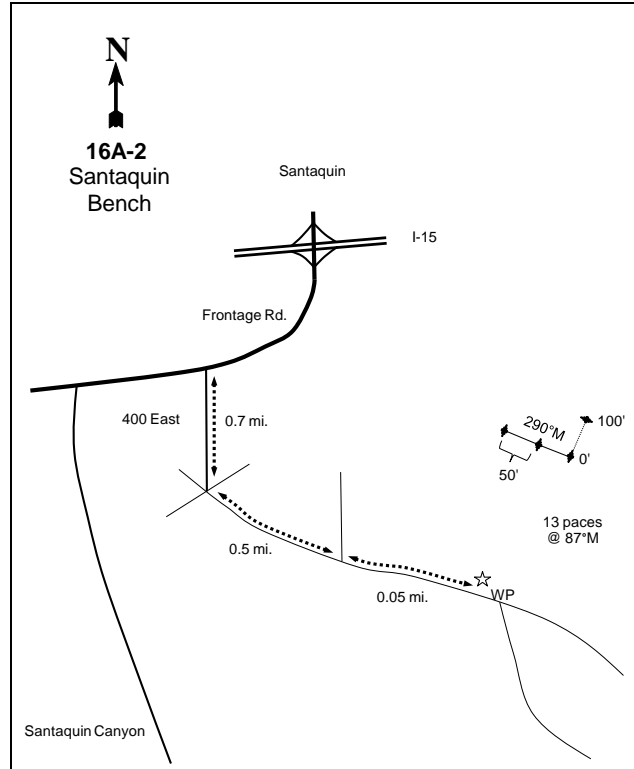 N
16A-2
Santaquin
Bench
Santaquin
I-15
Frontage Rd.
400 East
0.7 mi.
290°M
100'
0'
50'
13 paces
@ 87°M
0.5 mi.
0.05 mi.
WP
Santaquin Canyon